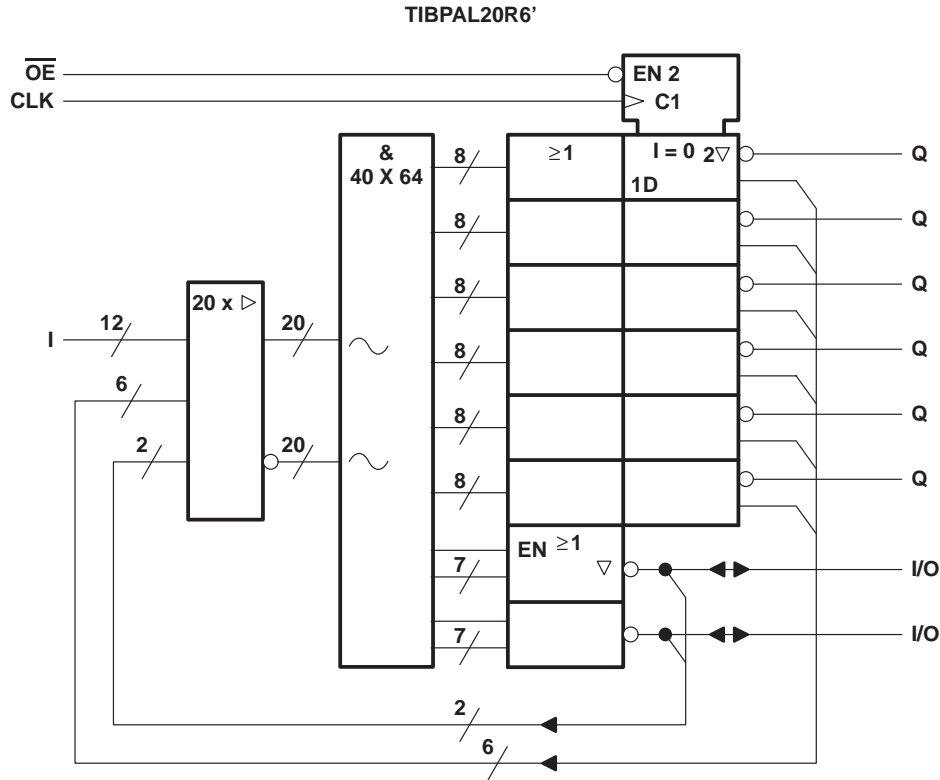 TIBPAL20R6’
OE
EN 2
CLK
C1
&
40 X 64
8
≥1
I = 0 2▽
1D
Q
8
Q
8
Q
20 x ▷
I
12
20
8
Q
6
8
Q
2
20
8
Q
EN ≥1
▽
7
I/O
7
I/O
2
6